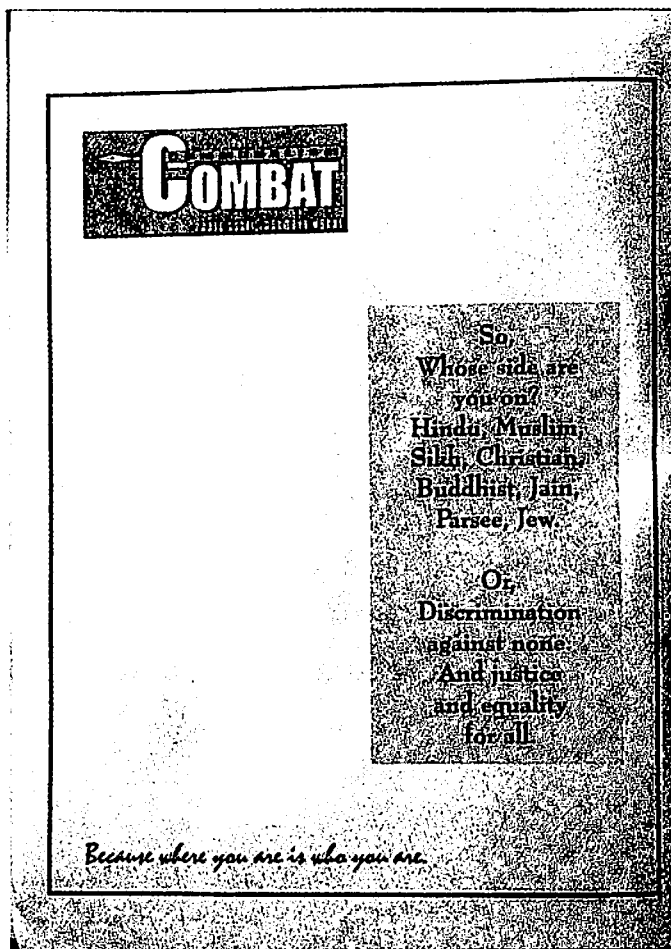 COMBAT
So,
Whose side are
you on?
Hindu, Muslim,
Sikh, Christian,
Buddhist, Jain,
Parsee, Jew.
Or,
Discrimination
against none
And justice
and equality
for all
Because where you are is who you are.